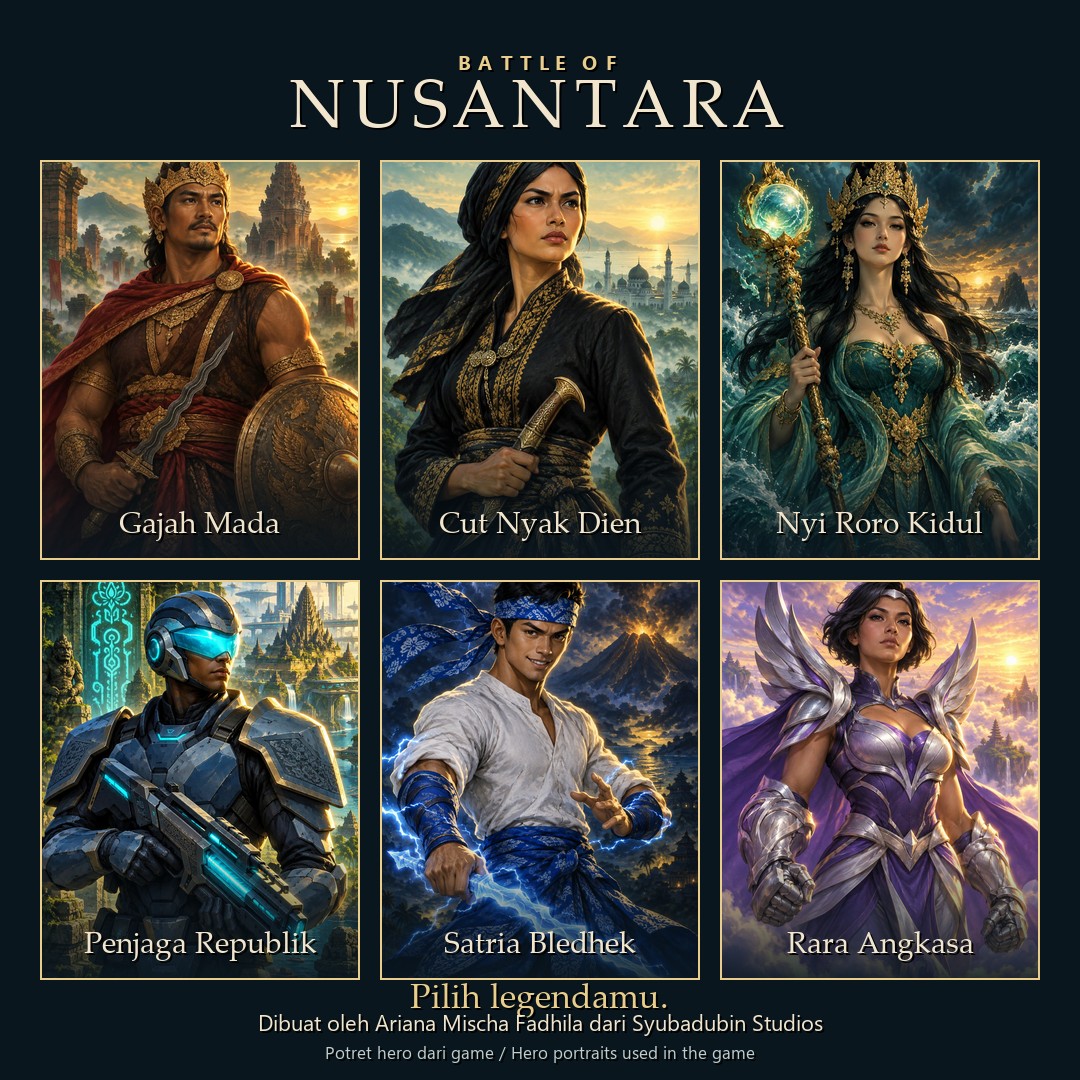 BATTLE OF
NUSANTARA
Gajah Mada
Cut Nyak Dien
Nyi Roro Kidul
Penjaga Republik
Satria Bledhek
Rara Angkasa
Pilih legendamu.
Dibuat oleh Ariana Mischa Fadhila dari Syubadubin Studios
Potret hero dari game / Hero portraits used in the game